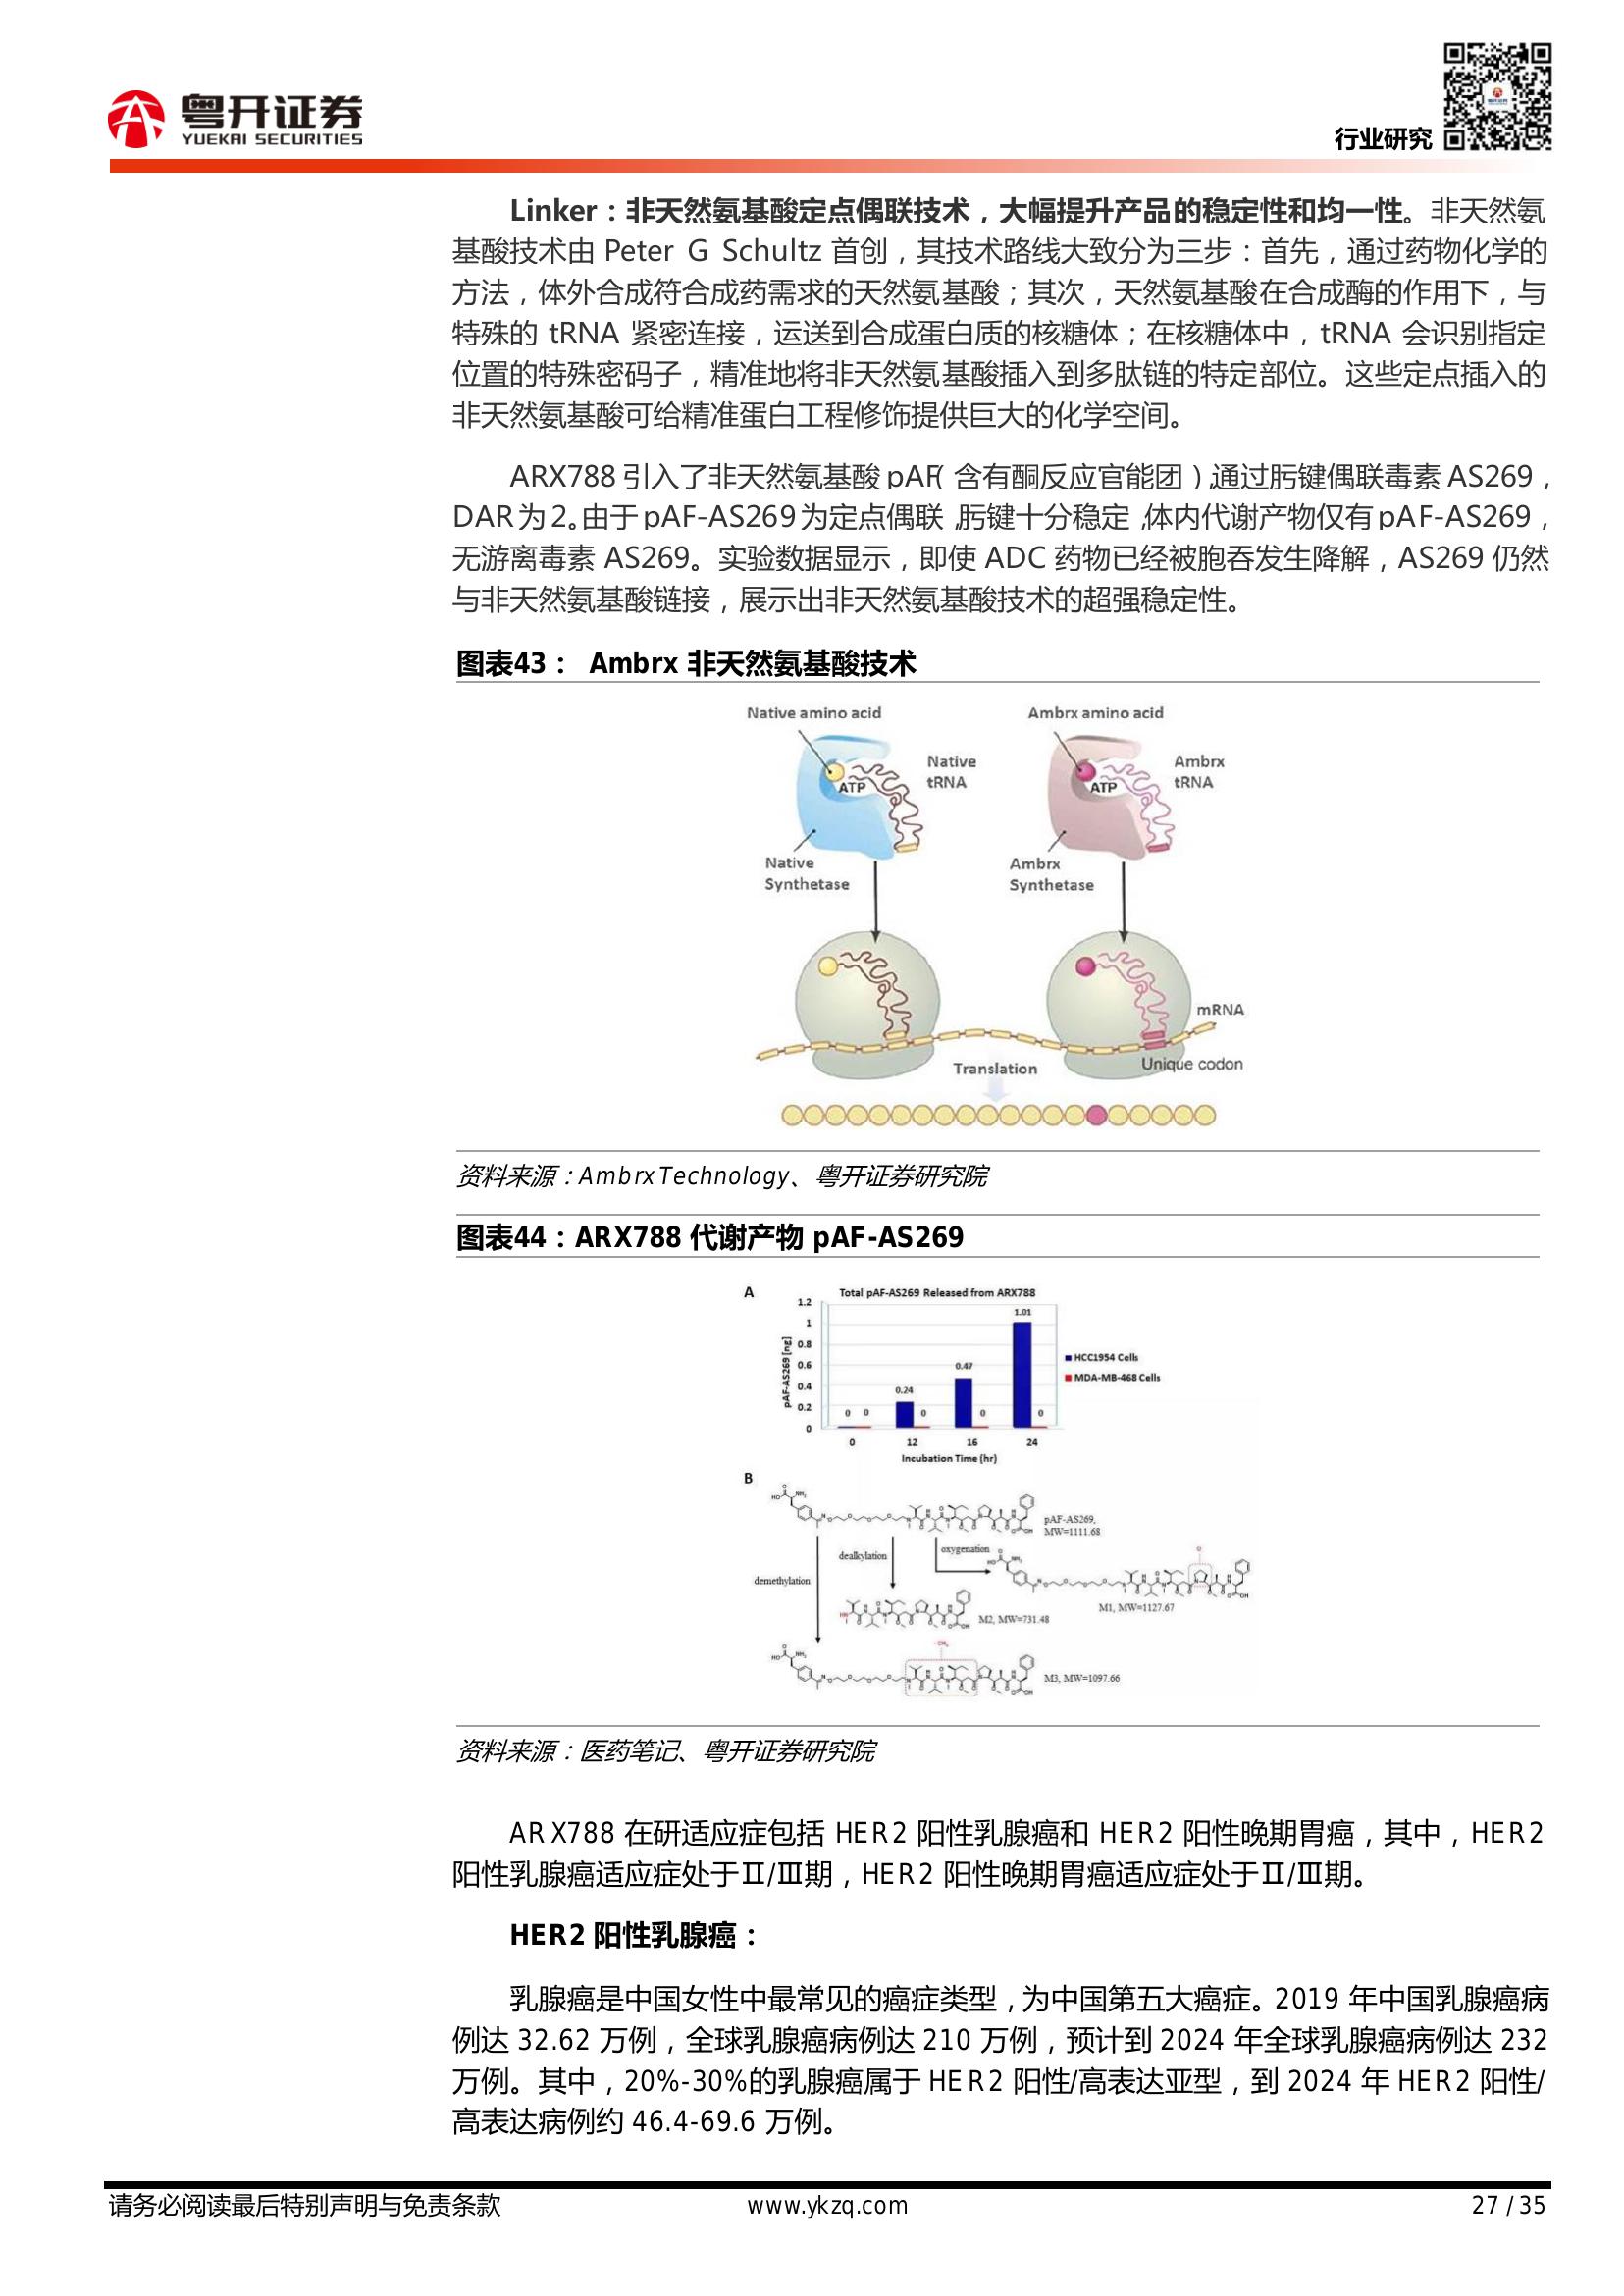 粤开证券
YUEKAI SECURITIES
行业研究
Linker：非天然氨基酸定点偶联技术，大幅提升产品的稳定性和均一性。非天然氨
基酸技术由 Peter G Schultz 首创，其技术路线大致分为三步：首先，通过药物化学的
方法，体外合成符合成药需求的天然氨基酸；其次，天然氨基酸在合成酶的作用下，与
特殊的 tRNA 紧密连接，运送到合成蛋白质的核糖体；在核糖体中，tRNA 会识别指定
位置的特殊密码子，精准地将非天然氨基酸插入到多肽链的特定部位。这些定点插入的
非天然氨基酸可给精准蛋白工程修饰提供巨大的化学空间。
ARX788 引入了非天然氨基酸 pAF（含有酮反应官能团），通过肟键偶联毒素 AS269，
DAR 为 2。由于 pAF-AS269 为定点偶联，肟键十分稳定，体内代谢产物仅有 pAF-AS269，
无游离毒素 AS269。实验数据显示，即使 ADC 药物已经被胞吞发生降解，AS269 仍然
与非天然氨基酸链接，展示出非天然氨基酸技术的超强稳定性。
图表43： Ambrx 非天然氨基酸技术
Native amino acid
Ambrx amino acid
Native
tRNA
Ambrx
tRNA
ATP
ATP
Native
Synthetase
Ambrx
Synthetase
mRNA
Unique codon
Translation
资料来源：Ambrx Technology、粤开证券研究院
图表44：ARX788 代谢产物 pAF-AS269
A
Total pAF-AS269 Released from ARX788
1.2
1
0.8
0.6
0.4
0.2
0
pAF-AS269 [ng]
0 0
0.24 0
0.47 0
1.01 0
0 12 16 24
Incubation Time (hr)
HCC1954 Cells
MDA-MB-468 Cells
B
pAF-AS269,
MW=1111.68
dealkylation
oxygenation
demethylation
M1, MW=1127.67
M2, MW=731.48
M3, MW=1097.66
资料来源：医药笔记、粤开证券研究院
ARX788 在研适应症包括 HER2 阳性乳腺癌和 HER2 阳性晚期胃癌，其中，HER2
阳性乳腺癌适应症处于Ⅱ/Ⅲ期，HER2 阳性晚期胃癌适应症处于Ⅱ/Ⅲ期。
HER2 阳性乳腺癌：
乳腺癌是中国女性中最常见的癌症类型，为中国第五大癌症。2019 年中国乳腺癌病
例达 32.62 万例，全球乳腺癌病例达 210 万例，预计到 2024 年全球乳腺癌病例达 232
万例。其中，20%-30%的乳腺癌属于 HER2 阳性/高表达亚型，到 2024 年 HER2 阳性/
高表达病例约 46.4-69.6 万例。
请务必阅读最后特别声明与免责条款
www.ykzq.com
27 / 35